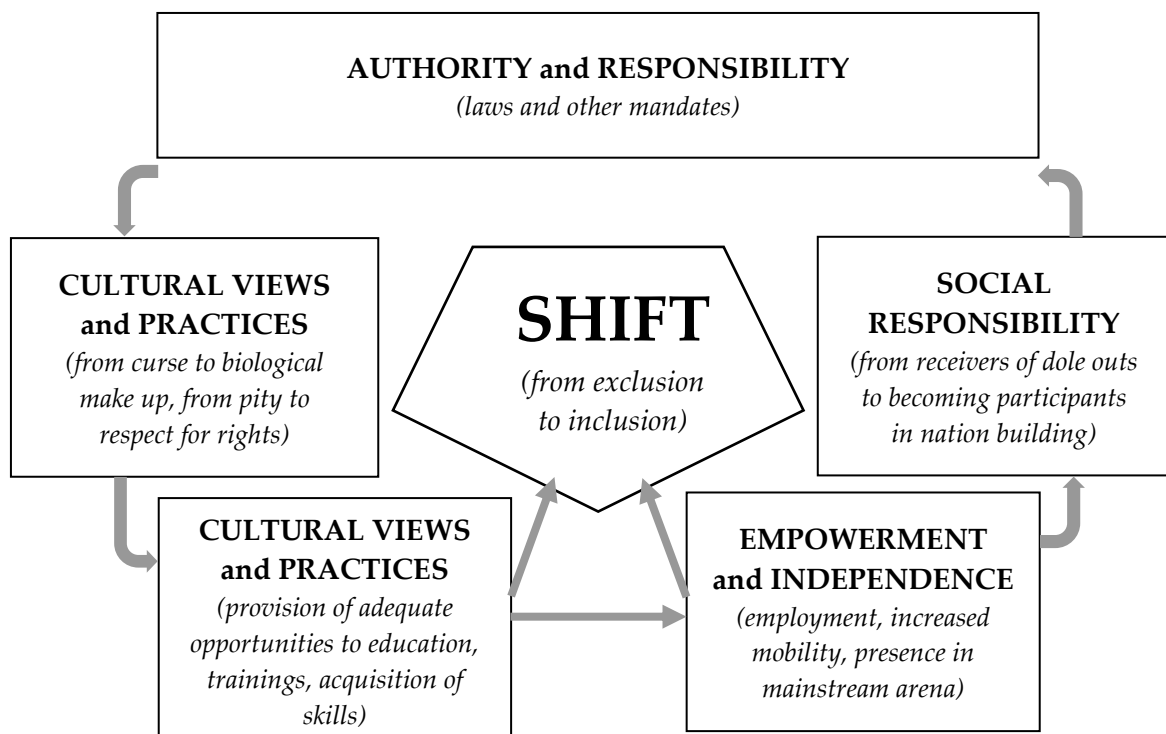 AUTHORITY and RESPONSIBILITY
(laws and other mandates)
CULTURAL VIEWS
and PRACTICES
(from curse to biological
make up, from pity to
respect for rights)
SHIFT
(from exclusion
to inclusion)
SOCIAL
RESPONSIBILITY
(from receivers of dole outs
to becoming participants
in nation building)
CULTURAL VIEWS
and PRACTICES
(provision of adequate
opportunities to education,
trainings, acquisition of
skills)
EMPOWERMENT
and INDEPENDENCE
(employment, increased
mobility, presence in
mainstream arena)